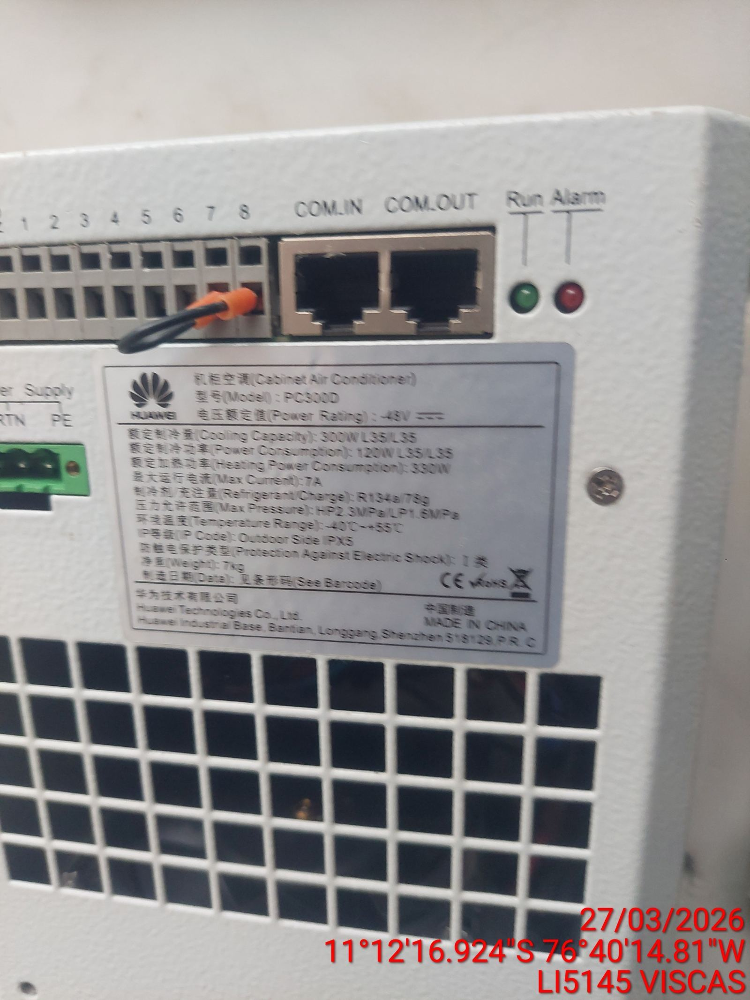 1 2 3 4 5 6 7 8 COM_IN COM_OUT Run Alarm
Supply
RTN PE
HUAWEI
机柜空调(Cabinet Air Conditioner)
型号(Model) : PC300D
电压额定值(Power Rating) : -48V
额定制冷量(Cooling Capacity): 300W L35/L35
额定制冷功率(Power Consumption): 120W L35/L35
额定加热功率(Heating Power Consumption): 330W
最大运行电流(Max Current): 7A
制冷剂/充注量(Refrigerant/Charge): R134a/78g
压力允许范围(Max Pressure): HP2.3MPa/LP1.6MPa
环境温度(Temperature Range): -40℃~+55℃
IP等级(IP Code): Outdoor Side IPX5
防触电保护类型(Protection Against Electric Shock): I 类
净重(Weight): 7kg
制造日期(Data): 见条形码(See Barcode)
CE RoHS
华为技术有限公司
Huawei Technologies Co., Ltd.
中国制造
MADE IN CHINA
Huawei Industrial Base, Bantian, Longgang,Shenzhen 518129,P.R. C
27/03/2026
11°12'16.924"S 76°40'14.81"W
LI5145 VISCAS